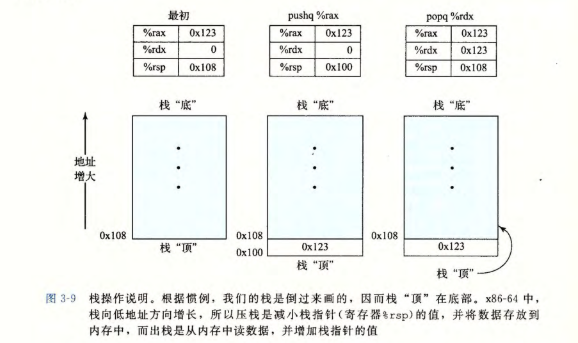 最初
%rax 0x123
%rdx 0
%rsp 0x108
pushq %rax
%rax 0x123
%rdx 0
%rsp 0x100
popq %rdx
%rax 0x123
%rdx 0x123
%rsp 0x108
地址
增大
栈“底”
0x108
栈“顶”
栈“底”
0x108
0x100
0x123
栈“顶”
栈“底”
0x108
0x123
栈“顶”
图 3-9 栈操作说明。根据惯例，我们的栈是倒过来画的，因而栈“顶”在底部。x86-64 中，
栈向低地址方向增长，所以压栈是减小栈指针(寄存器%rsp)的值，并将数据存放到
内存中，而出栈是从内存中读数据，并增加栈指针的值